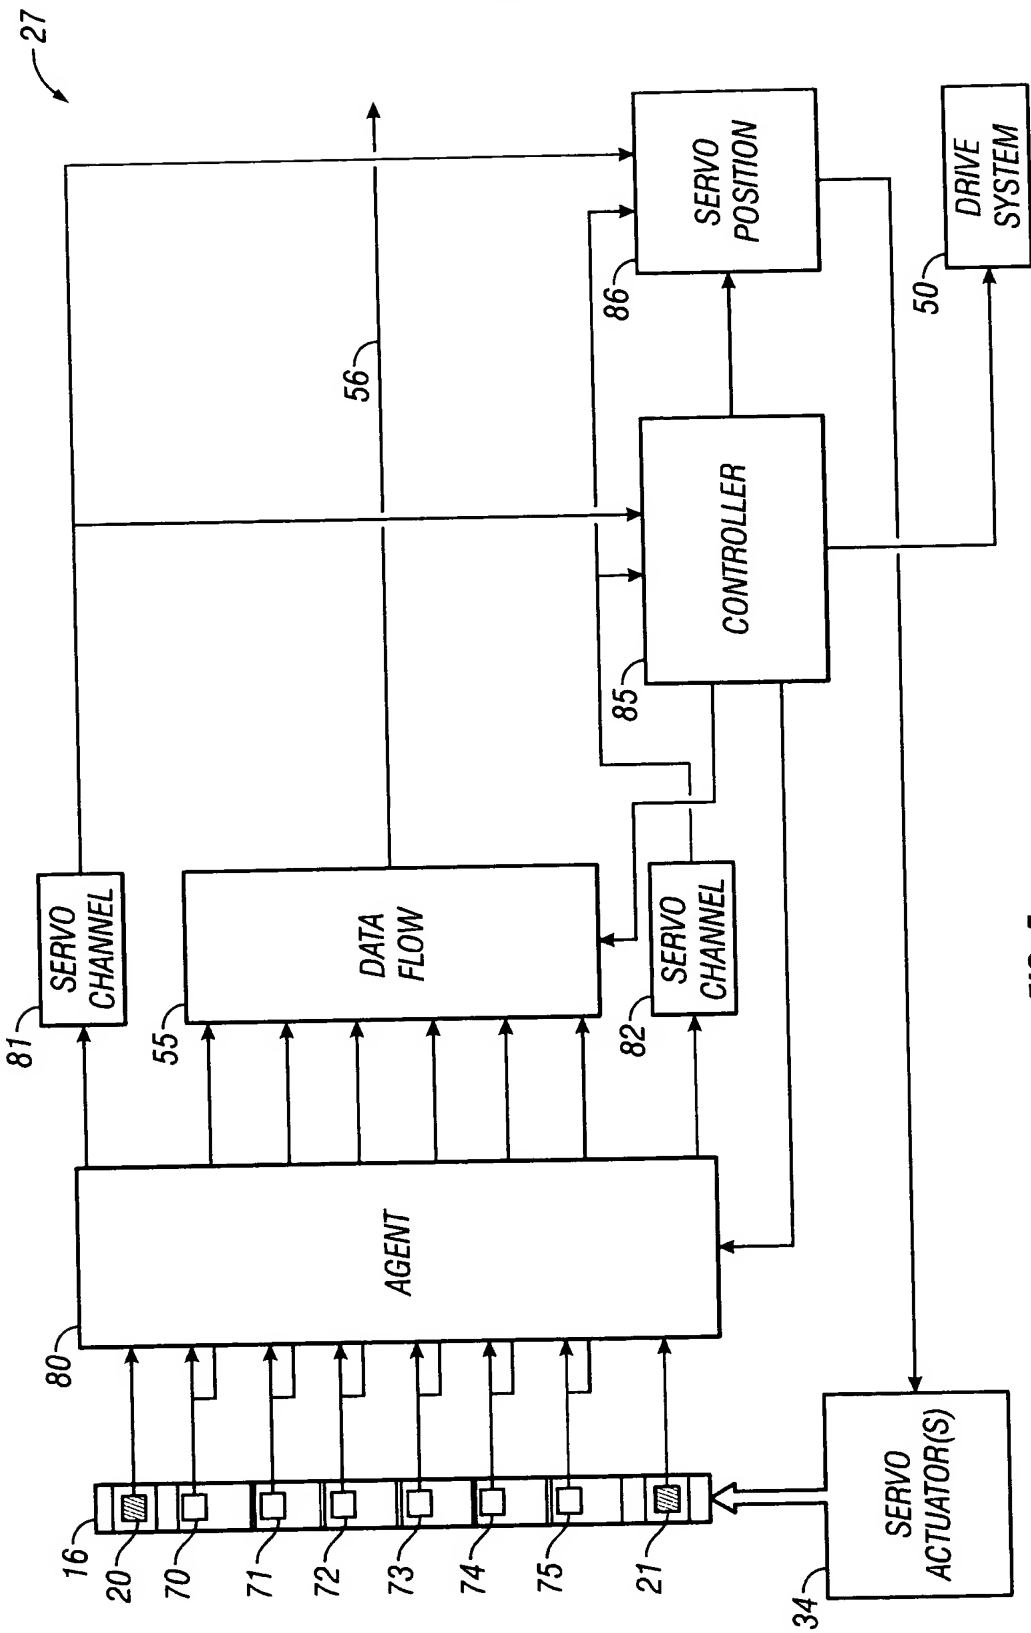 27
16
20
70
71
72
73
74
75
21
80
AGENT
81
SERVO
CHANNEL
55
DATA
FLOW
56
82
SERVO
CHANNEL
85
CONTROLLER
86
SERVO
POSITION
50
DRIVE
SYSTEM
34
SERVO
ACTUATOR(S)